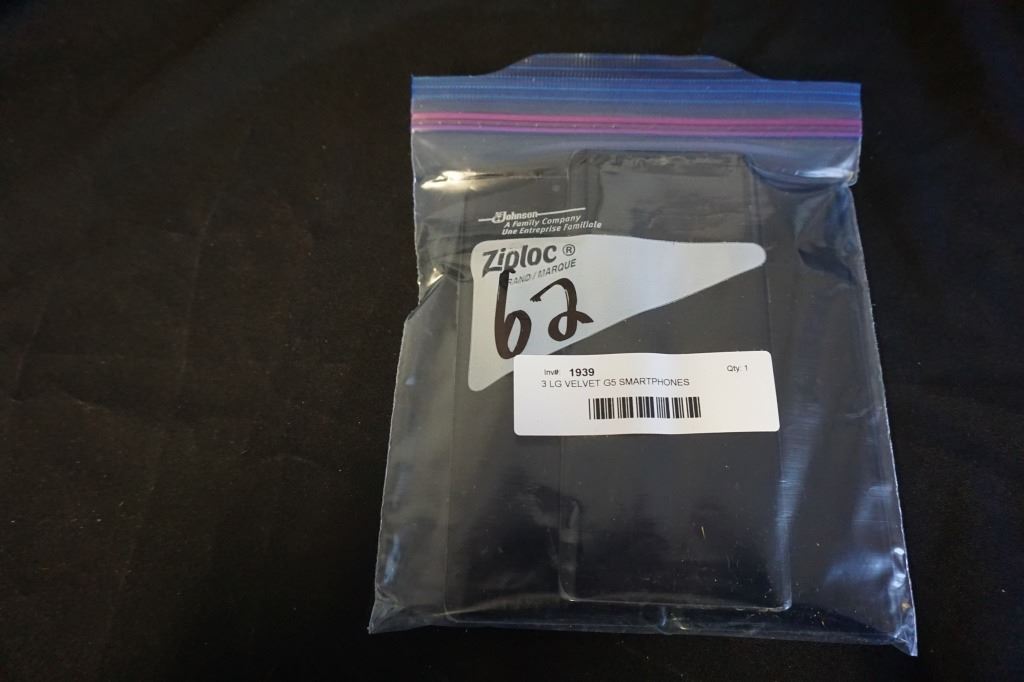 Johnson
A Family Company
Une Entreprise Familiale
Ziploc ®
BRAND / MARQUE
62
Inv# 1939 Qty: 1
3 LG VELVET G5 SMARTPHONES